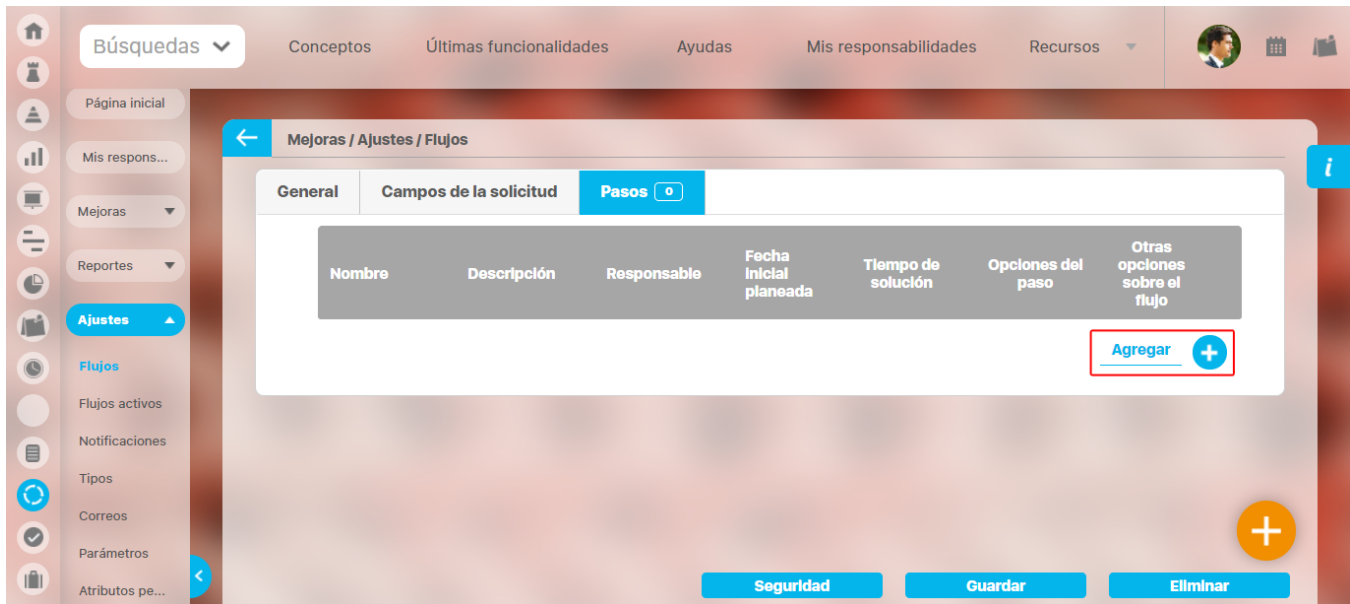 Búsquedas
Conceptos
Últimas funcionalidades
Ayudas
Mis responsabilidades
Recursos
Página inicial
Mis respons...
Mejoras
Reportes
Ajustes
Flujos
Flujos activos
Notificaciones
Tipos
Correos
Parámetros
Atributos pe...
Mejoras / Ajustes / Flujos
i
General
Campos de la solicitud
Pasos 0
Nombre
Descripción
Responsable
Fecha
inicial
planeada
Tiempo de
solución
Opciones del
paso
Otras
opciones
sobre el
flujo
Agregar
Seguridad
Guardar
Eliminar